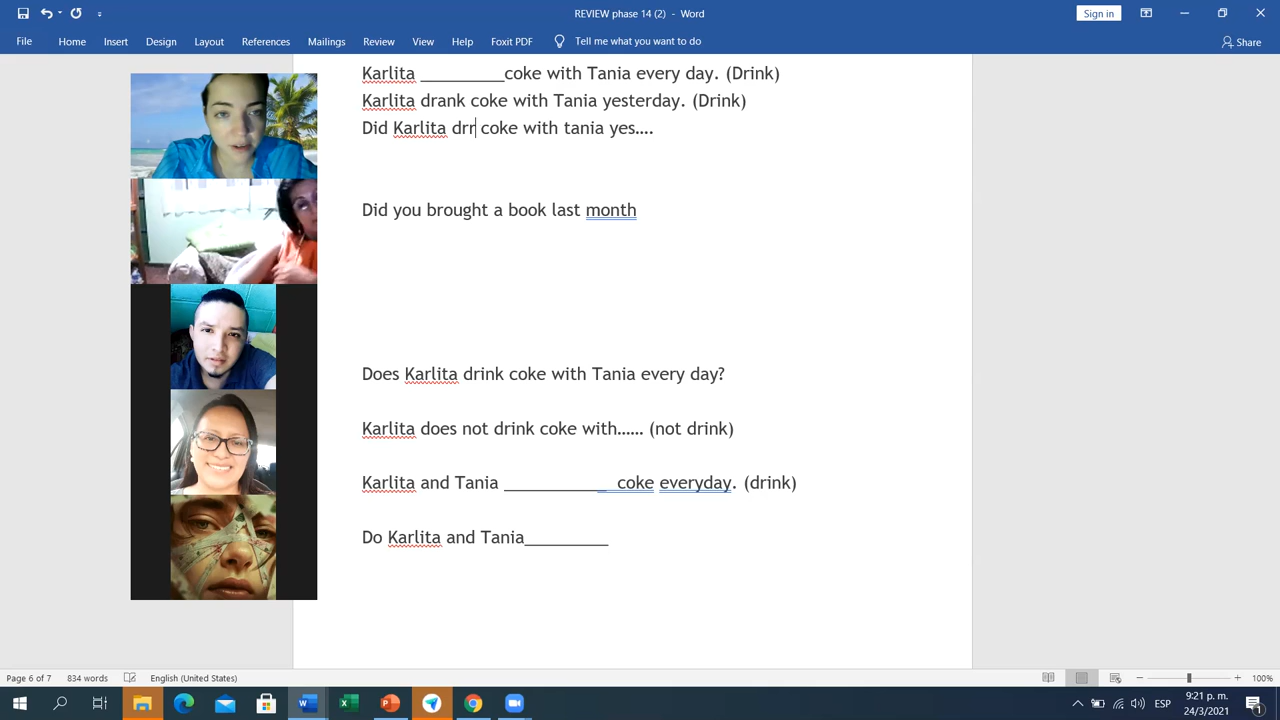 REVIEW phase 14 (2) - Word
Sign in
File Home Insert Design Layout References Mailings Review View Help Foxit PDF Tell me what you want to do Share
Karlita _________coke with Tania every day. (Drink)
Karlita drank coke with Tania yesterday. (Drink)
Did Karlita drr coke with tania yes….
Did you brought a book last month
Does Karlita drink coke with Tania every day?
Karlita does not drink coke with…… (not drink)
Karlita and Tania ___________ coke everyday. (drink)
Do Karlita and Tania_________
Page 6 of 7 834 words English (United States) 100%
ESP
9:21 p. m.
24/3/2021